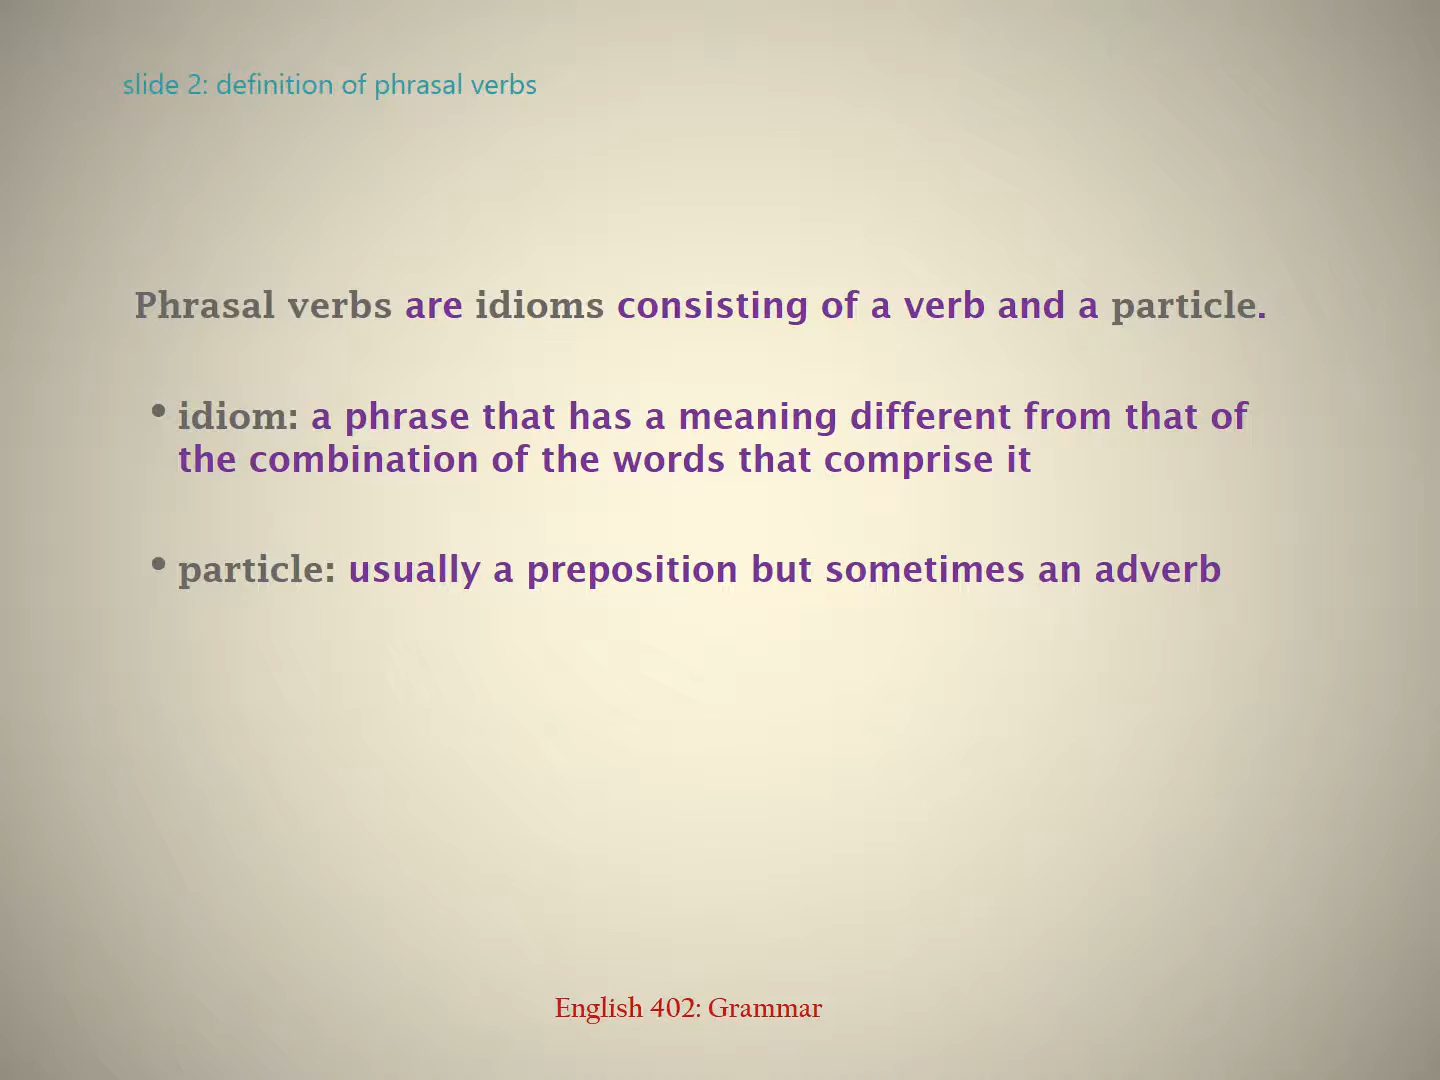 slide 2: definition of phrasal verbs
Phrasal verbs are idioms consisting of a verb and a particle.
• idiom: a phrase that has a meaning different from that of
the combination of the words that comprise it
• particle: usually a preposition but sometimes an adverb
English 402: Grammar